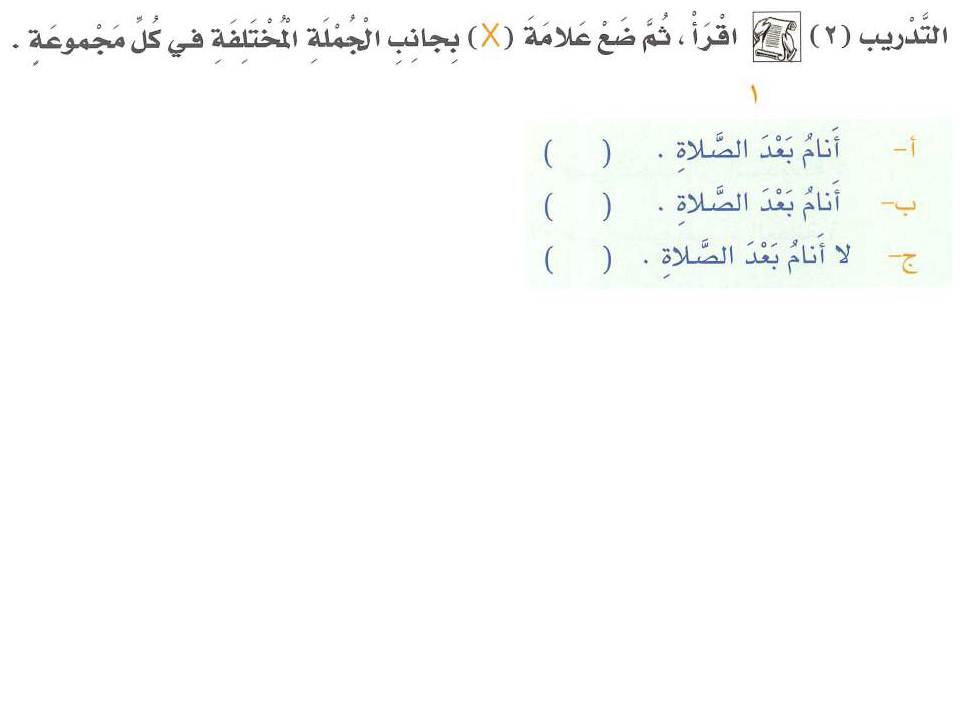 التَّدْريب (٢) اقْرَأْ ، ثُمَّ ضَعْ عَلامَةَ (X) بِجانِبِ الْجُمْلَةِ الْمُخْتَلِفَةِ في كُلِّ مَجْموعَةٍ .
١
أ- أَنامُ بَعْدَ الصَّلاةِ . ( )
ب- أَنامُ بَعْدَ الصَّلاةِ . ( )
ج- لا أَنامُ بَعْدَ الصَّلاةِ . ( )